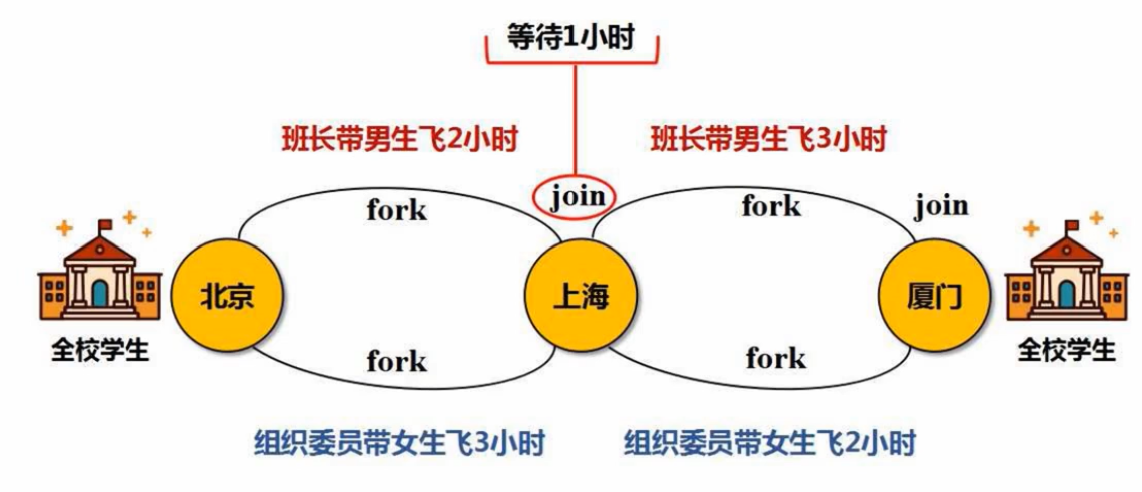 等待1小时
班长带男生飞2小时
班长带男生飞3小时
join
fork
fork
join
北京
上海
厦门
全校学生
全校学生
fork
fork
组织委员带女生飞3小时
组织委员带女生飞2小时